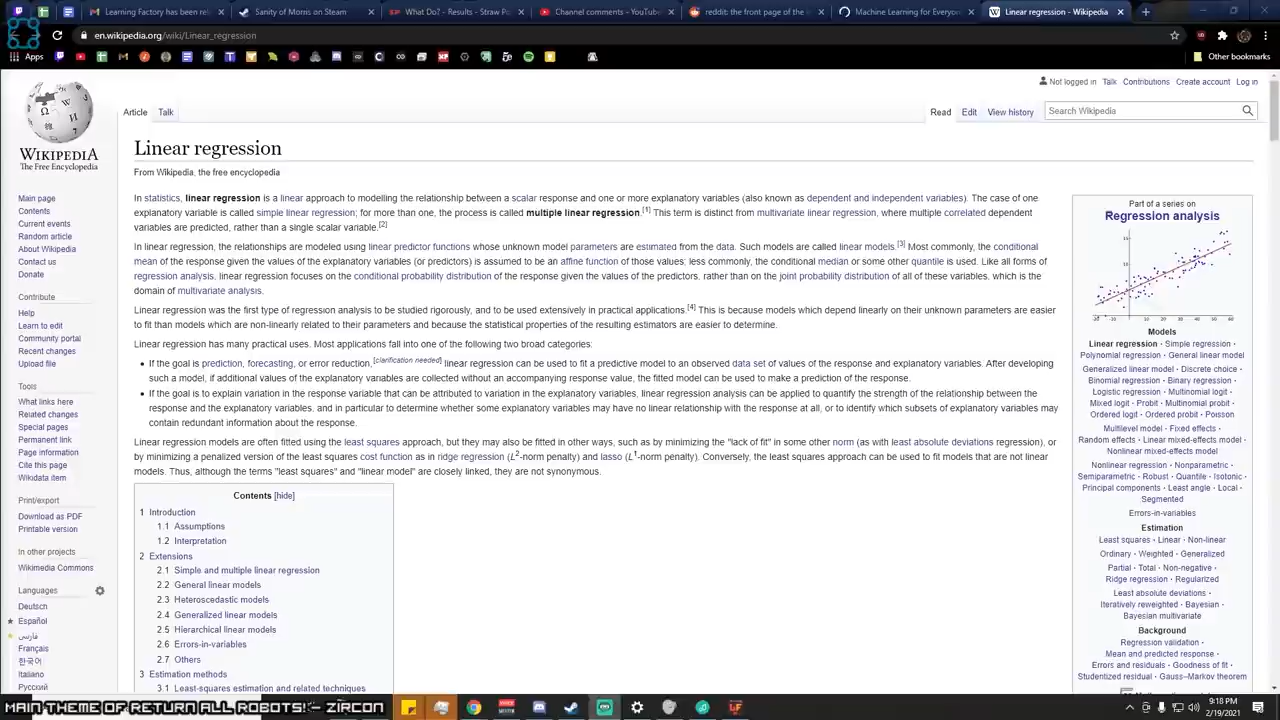 Learning Factory has been rel
Sanity of Morris on Steam
What Do? - Results - Straw Po
Channel comments - YouTube
reddit: the front page of the
Machine Learning for Everyo
Linear regression - Wikipedia
en.wikipedia.org/wiki/Linear_regression
Apps
Other bookmarks
Not logged in Talk Contributions Create account Log in
Article Talk
Read Edit View history
Search Wikipedia
WIKIPEDIA
The Free Encyclopedia
Main page
Contents
Current events
Random article
About Wikipedia
Contact us
Donate
Contribute
Help
Learn to edit
Community portal
Recent changes
Upload file
Tools
What links here
Related changes
Special pages
Permanent link
Page information
Cite this page
Wikidata item
Print/export
Download as PDF
Printable version
In other projects
Wikimedia Commons
Languages
Deutsch
Español
فارسی
Français
한국어
Italiano
Русский
Linear regression
From Wikipedia, the free encyclopedia
In statistics, linear regression is a linear approach to modelling the relationship between a scalar response and one or more explanatory variables (also known as dependent and independent variables). The case of one
explanatory variable is called simple linear regression; for more than one, the process is called multiple linear regression.[1] This term is distinct from multivariate linear regression, where multiple correlated dependent
variables are predicted, rather than a single scalar variable.[2]
In linear regression, the relationships are modeled using linear predictor functions whose unknown model parameters are estimated from the data. Such models are called linear models.[3] Most commonly, the conditional
mean of the response given the values of the explanatory variables (or predictors) is assumed to be an affine function of those values; less commonly, the conditional median or some other quantile is used. Like all forms of
regression analysis, linear regression focuses on the conditional probability distribution of the response given the values of the predictors, rather than on the joint probability distribution of all of these variables, which is the
domain of multivariate analysis.
Linear regression was the first type of regression analysis to be studied rigorously, and to be used extensively in practical applications.[4] This is because models which depend linearly on their unknown parameters are easier
to fit than models which are non-linearly related to their parameters and because the statistical properties of the resulting estimators are easier to determine.
Linear regression has many practical uses. Most applications fall into one of the following two broad categories:
• If the goal is prediction, forecasting, or error reduction,[clarification needed] linear regression can be used to fit a predictive model to an observed data set of values of the response and explanatory variables. After developing
such a model, if additional values of the explanatory variables are collected without an accompanying response value, the fitted model can be used to make a prediction of the response.
• If the goal is to explain variation in the response variable that can be attributed to variation in the explanatory variables, linear regression analysis can be applied to quantify the strength of the relationship between the
response and the explanatory variables, and in particular to determine whether some explanatory variables may have no linear relationship with the response at all, or to identify which subsets of explanatory variables may
contain redundant information about the response.
Linear regression models are often fitted using the least squares approach, but they may also be fitted in other ways, such as by minimizing the "lack of fit" in some other norm (as with least absolute deviations regression), or
by minimizing a penalized version of the least squares cost function as in ridge regression (L2-norm penalty) and lasso (L1-norm penalty). Conversely, the least squares approach can be used to fit models that are not linear
models. Thus, although the terms "least squares" and "linear model" are closely linked, they are not synonymous.
Contents [hide]
1 Introduction
1.1 Assumptions
1.2 Interpretation
2 Extensions
2.1 Simple and multiple linear regression
2.2 General linear models
2.3 Heteroscedastic models
2.4 Generalized linear models
2.5 Hierarchical linear models
2.6 Errors-in-variables
2.7 Others
3 Estimation methods
3.1 Least-squares estimation and related techniques
Part of a series on
Regression analysis
Models
Linear regression · Simple regression ·
Polynomial regression · General linear model
Generalized linear model · Discrete choice ·
Binomial regression · Binary regression ·
Logistic regression · Multinomial logit ·
Mixed logit · Probit · Multinomial probit ·
Ordered logit · Ordered probit · Poisson
Multilevel model · Fixed effects ·
Random effects · Linear mixed-effects model ·
Nonlinear mixed-effects model
Nonlinear regression · Nonparametric ·
Semiparametric · Robust · Quantile · Isotonic ·
Principal components · Least angle · Local ·
Segmented
Errors-in-variables
Estimation
Least squares · Linear · Non-linear
Ordinary · Weighted · Generalized
Partial · Total · Non-negative ·
Ridge regression · Regularized
Least absolute deviations ·
Iteratively reweighted · Bayesian ·
Bayesian multivariate
Background
Regression validation ·
Mean and predicted response ·
Errors and residuals · Goodness of fit ·
Studentized residual · Gauss–Markov theorem
MAIN THEME OF RETURN ALL ROBOTS! – ZIRCON
9:18 PM
2/19/2021